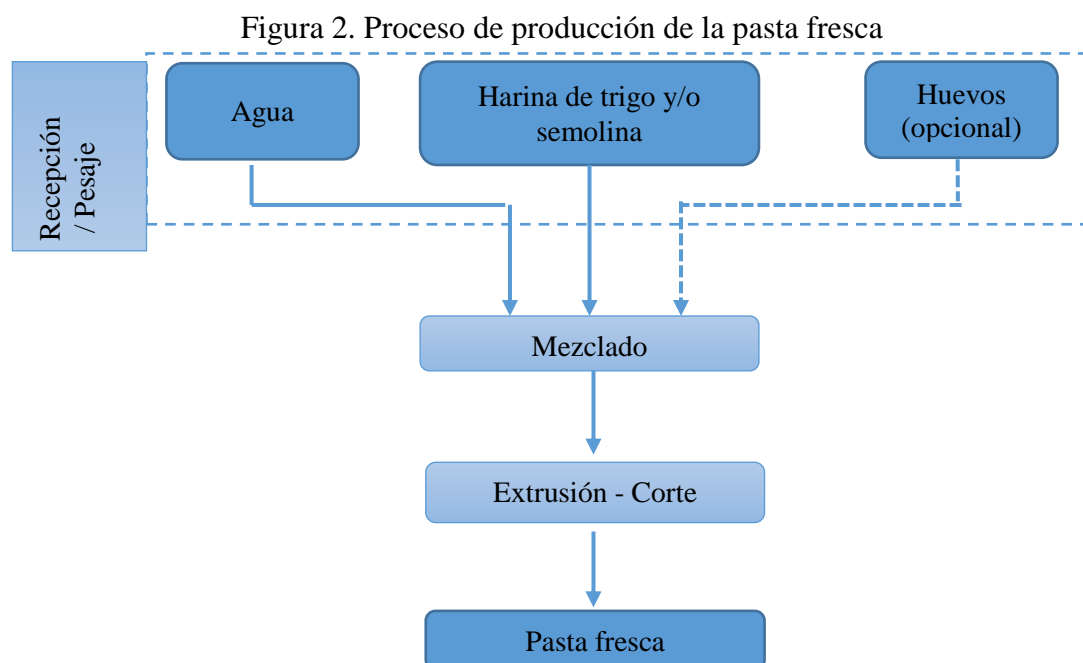 Figura 2. Proceso de producción de la pasta fresca
Recepción
/ Pesaje
Agua
Harina de trigo y/o
semolina
Huevos
(opcional)
Mezclado
Extrusión - Corte
Pasta fresca